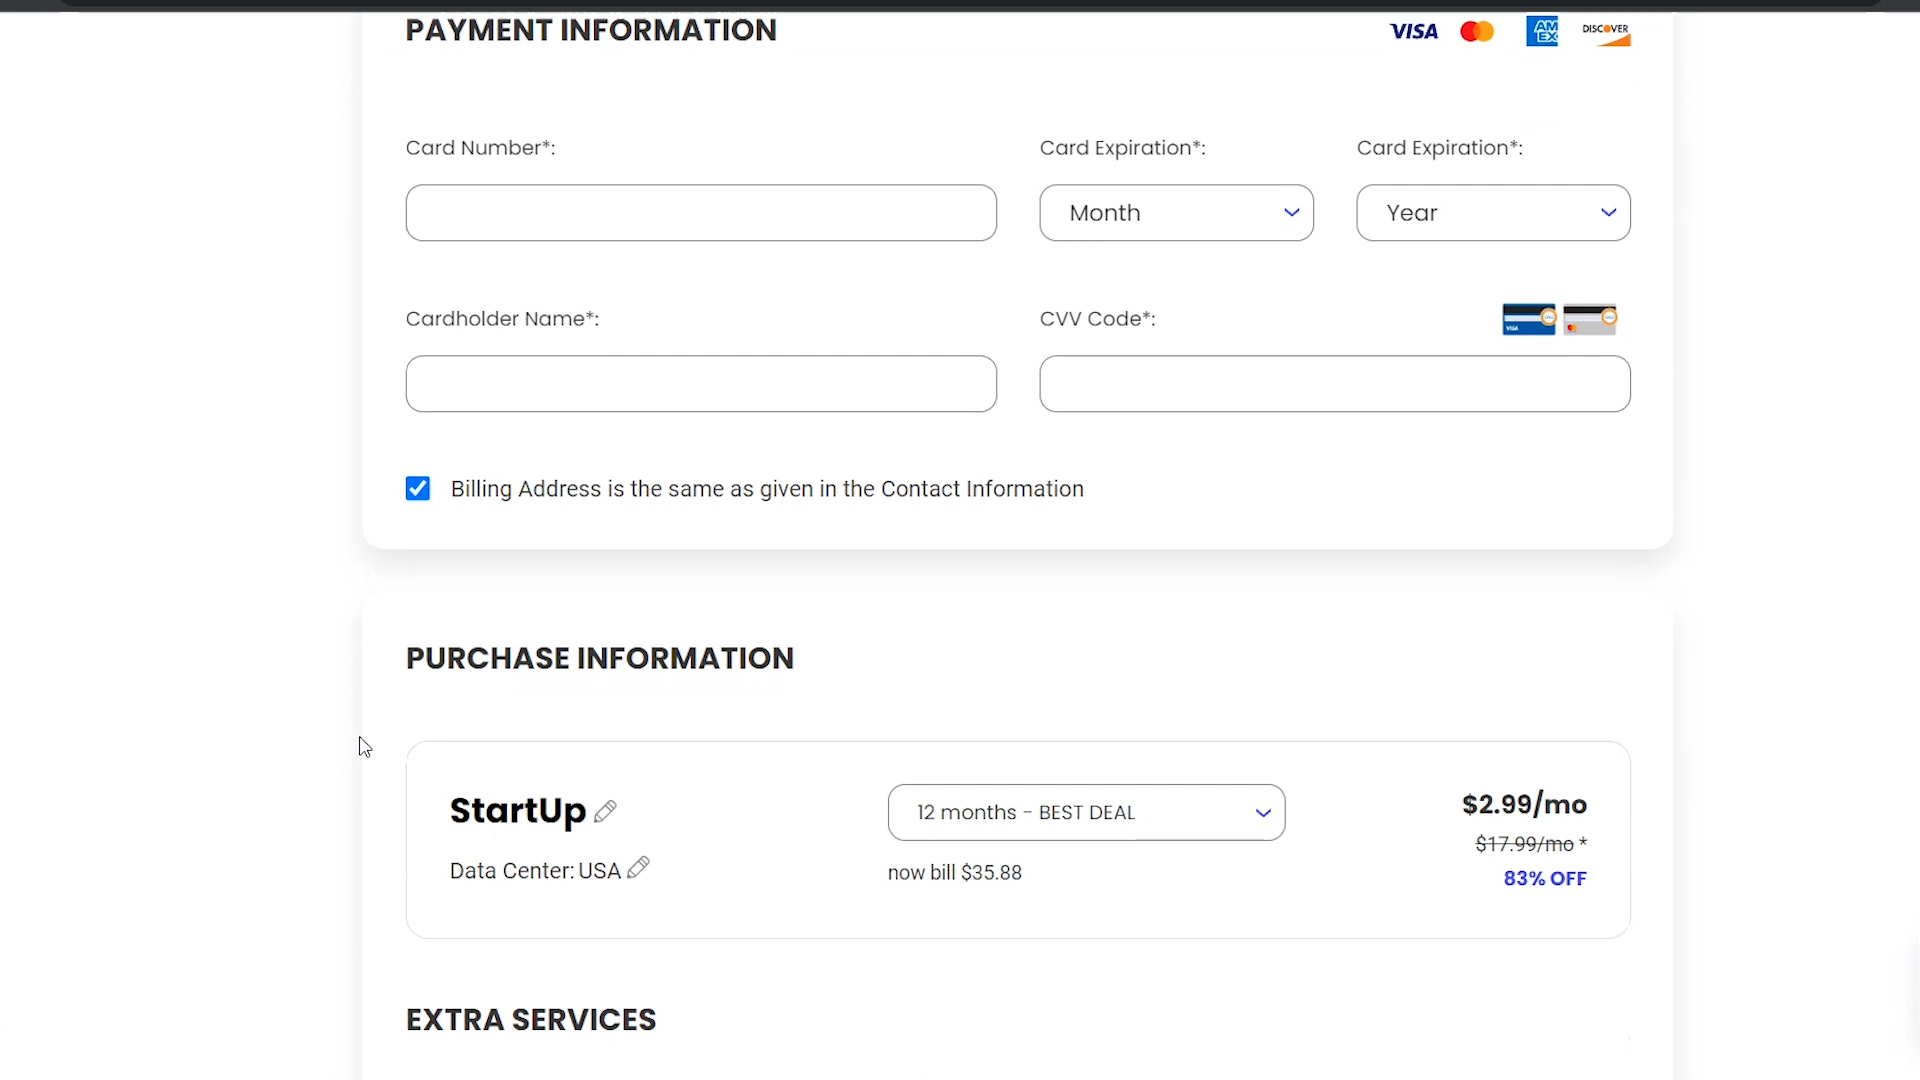 PAYMENT INFORMATION
VISA
AM
EX
DISCOVER
Card Number*:
Card Expiration*:
Card Expiration*:
Month
Year
Cardholder Name*:
CVV Code*:
VISA
Billing Address is the same as given in the Contact Information
PURCHASE INFORMATION
StartUp
12 months - BEST DEAL
$2.99/mo
$17.99/mo *
Data Center: USA
now bill $35.88
83% OFF
EXTRA SERVICES